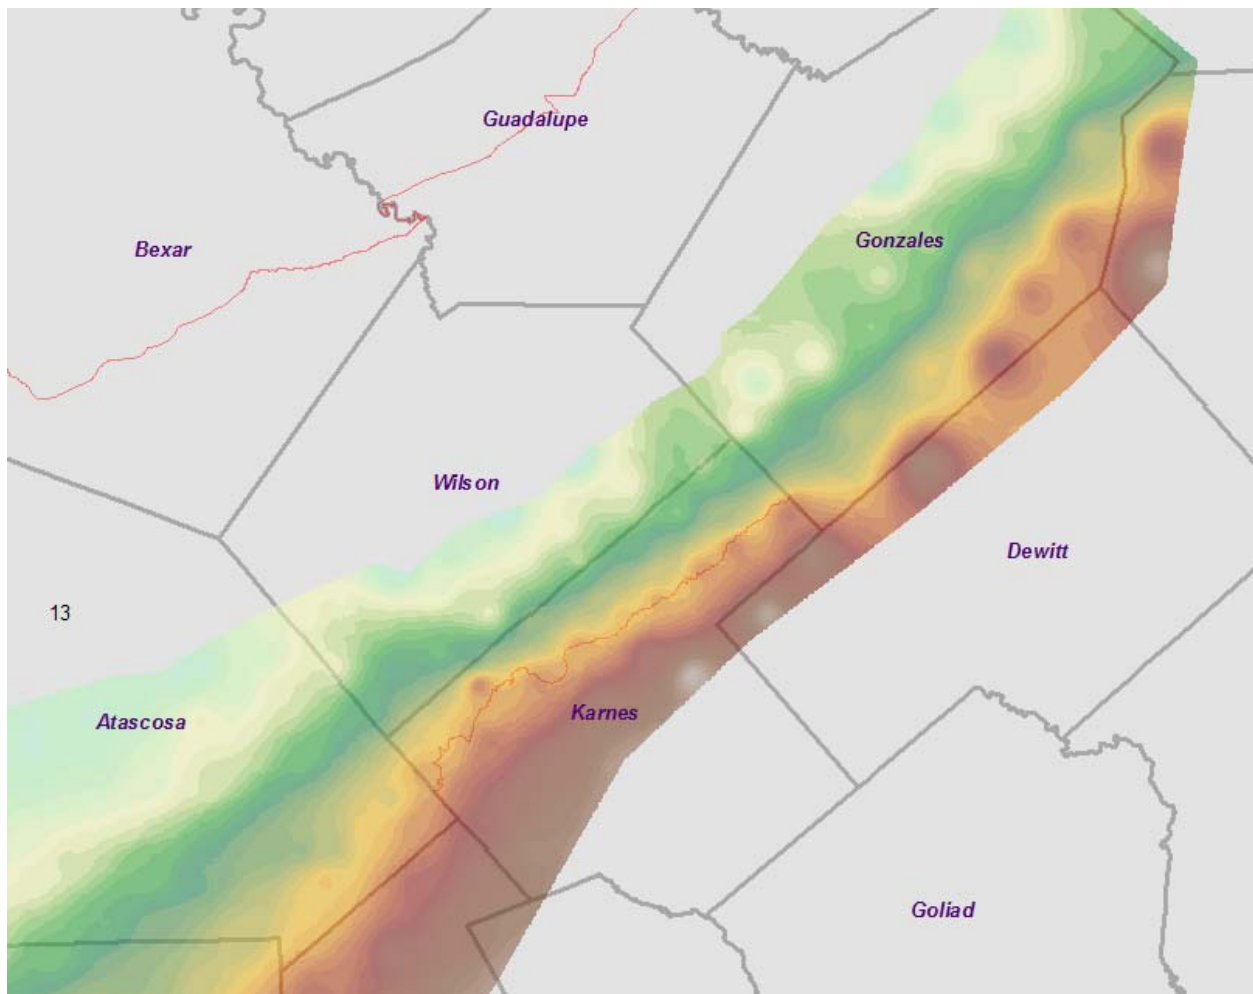 Guadalupe
Gonzales
Bexar
Wilson
Dewitt
13
Karnes
Atascosa
Goliad